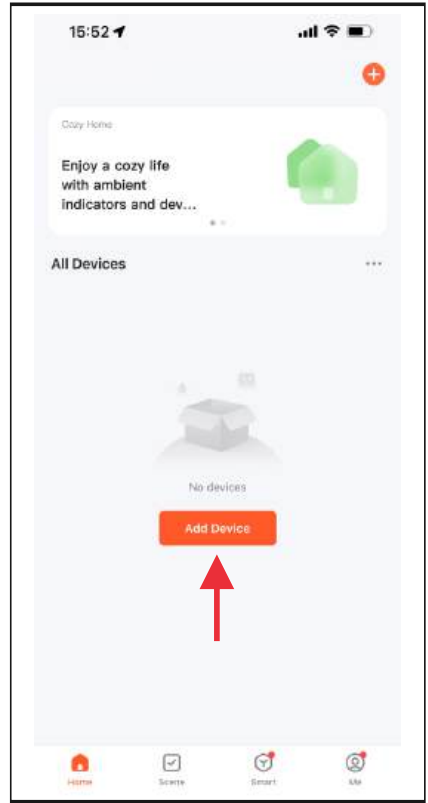 15:52
Cozy Home
Enjoy a cozy life
with ambient
indicators and dev...
All Devices
No devices
Add Device
Home
Scene
Smart
Me